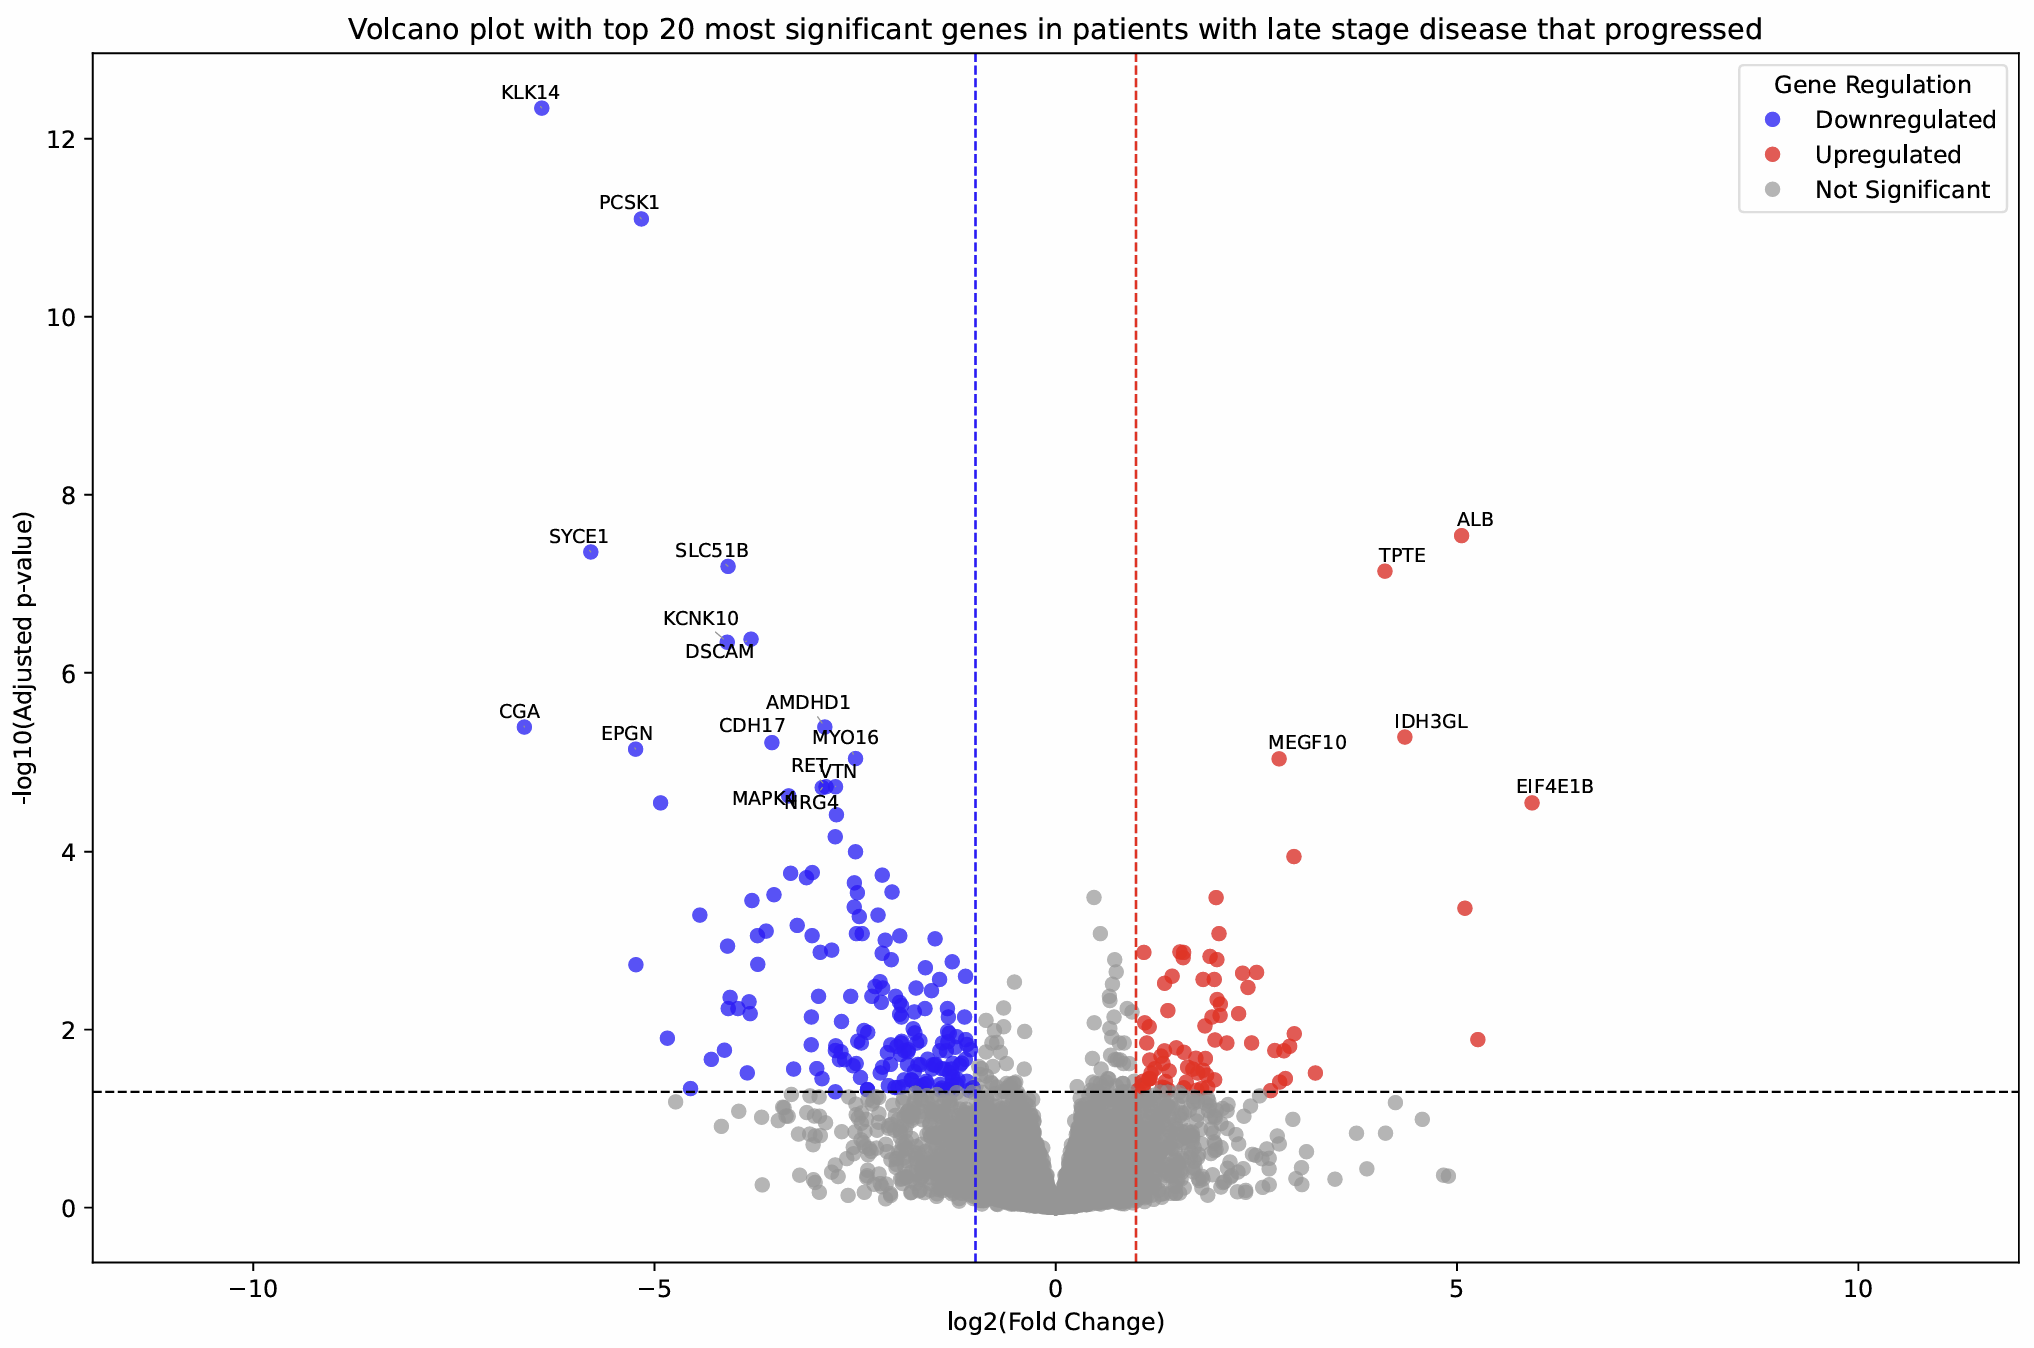 Volcano plot with top 20 most significant genes in patients with late stage disease that progressed
Gene Regulation
Downregulated
Upregulated
Not Significant
KLK14
PCSK1
SYCE1
SLC51B
KCNK10
DSCAM
CGA
EPGN
AMDHD1
CDH17
MYO16
RET
VTN
MAPK4
NRG4
ALB
TPTE
IDH3GL
MEGF10
EIF4E1B
12
10
8
6
4
2
0
-log10(Adjusted p-value)
−10
−5
0
5
10
log2(Fold Change)